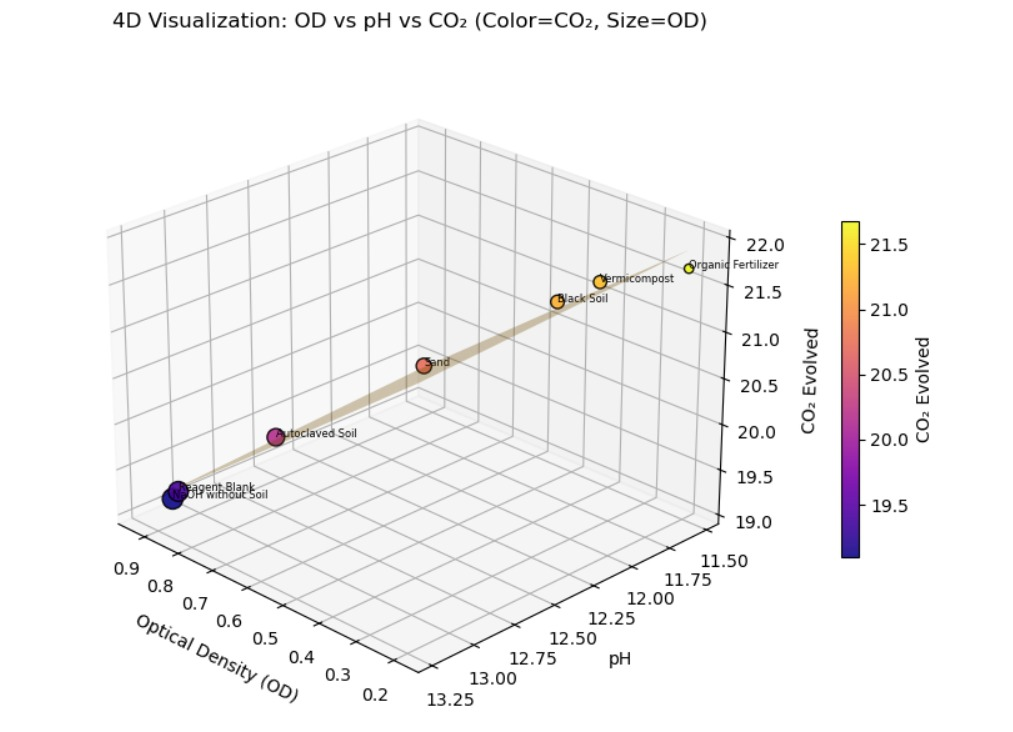 4D Visualization: OD vs pH vs CO₂ (Color=CO₂, Size=OD)
Organic Fertilizer
Vermicompost
Black Soil
Sand
Autoclaved Soil
Reagent Blank
NaOH without Soil
22.0
21.5
21.0
20.5
20.0
19.5
19.0
CO₂ Evolved
21.5
21.0
20.5
20.0
19.5
CO₂ Evolved
0.9
0.8
0.7
0.6
0.5
0.4
0.3
0.2
Optical Density (OD)
11.50
11.75
12.00
12.25
12.50
12.75
13.00
13.25
pH